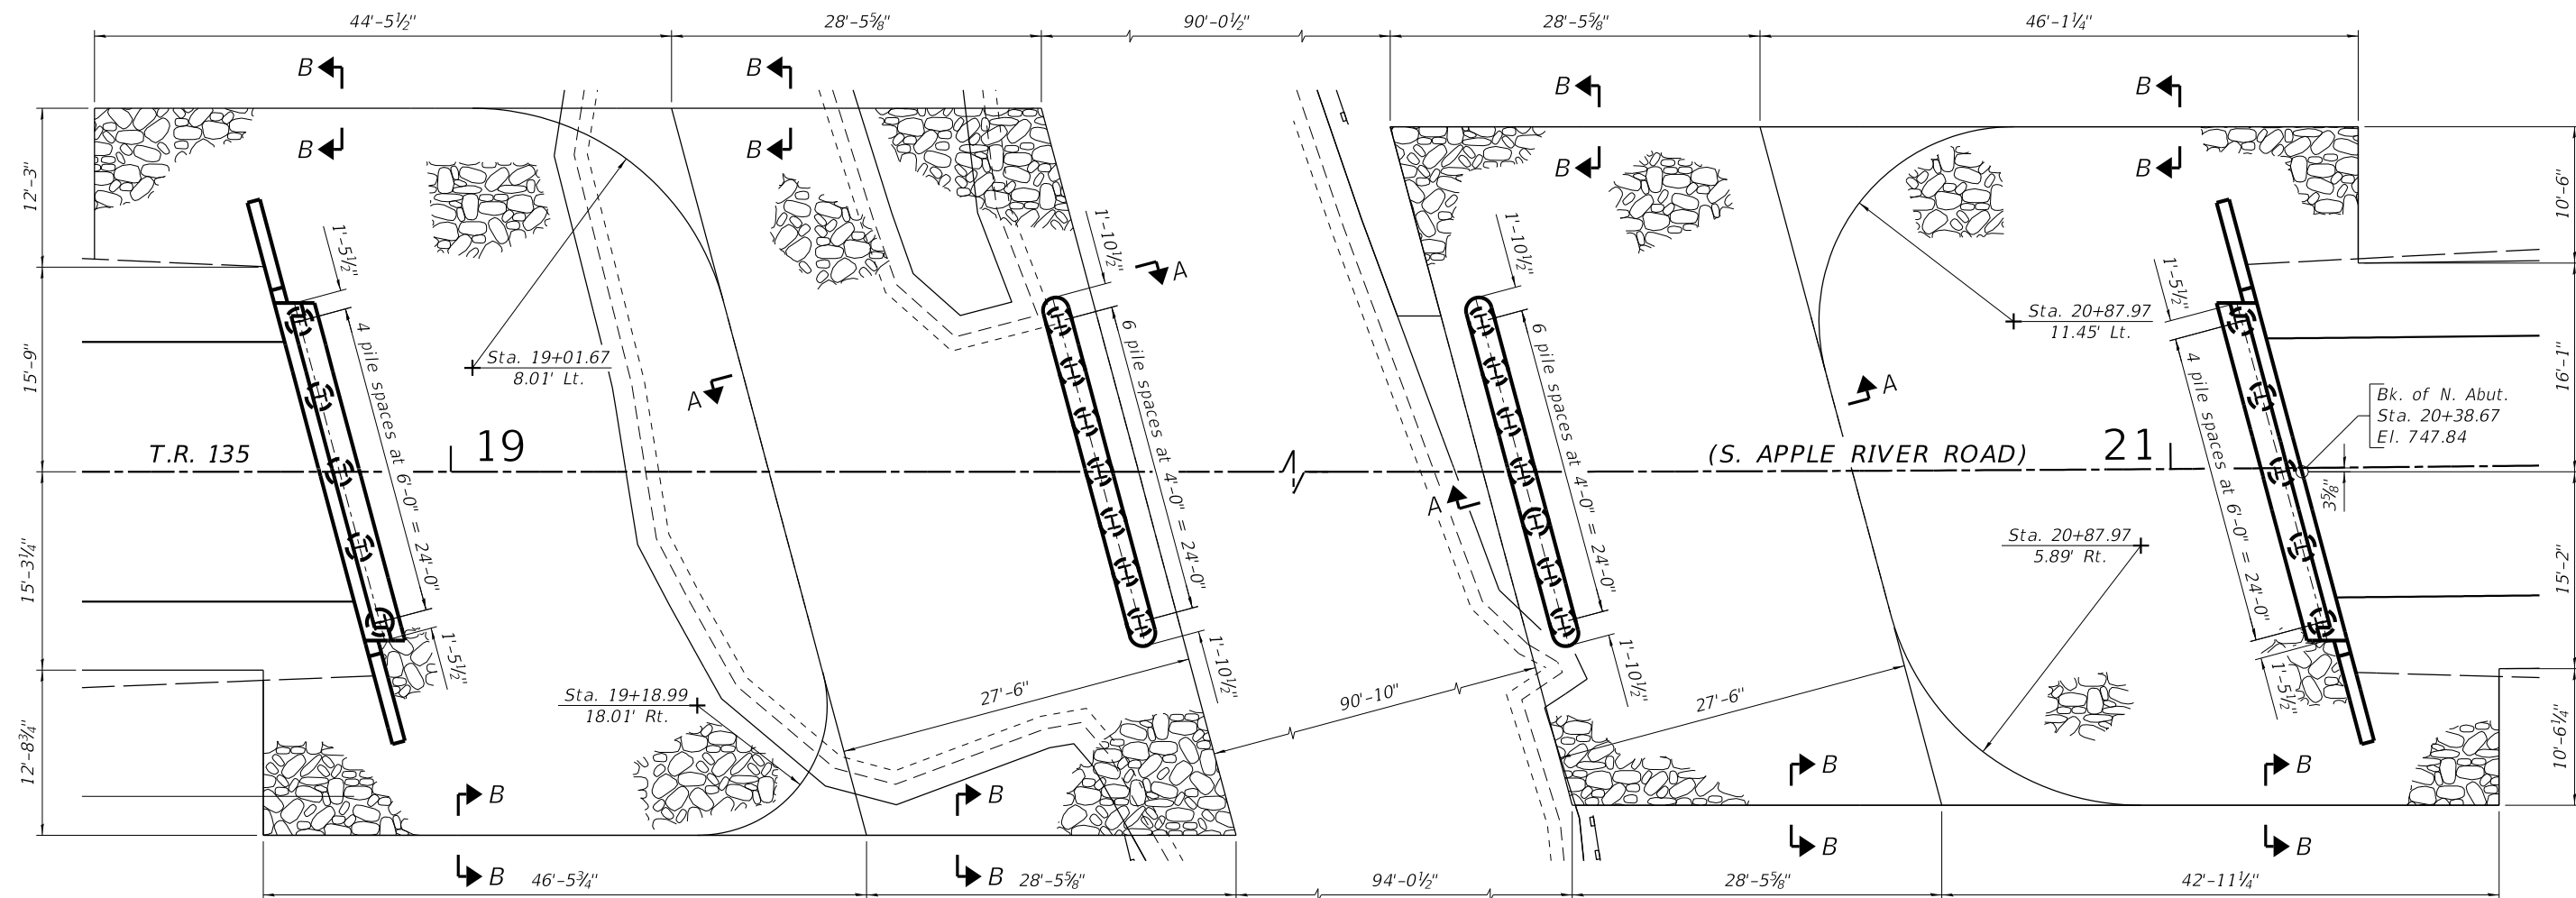 44'-5½" 28'-5⅝" 90'-0½" 28'-5⅝" 46'-1¼"
B B B B
B B B B
12'-3" 10'-6"
1'-5½" 1'-10½" A 1'-10½" 1'-5½"
Sta. 20+87.97
11.45' Lt.
15'-9" 16'-1"
Sta. 19+01.67
8.01' Lt.
4 pile spaces at 6'-0" = 24'-0"
6 pile spaces at 4'-0" = 24'-0"
6 pile spaces at 4'-0" = 24'-0"
4 pile spaces at 6'-0" = 24'-0"
A A
Bk. of N. Abut.
Sta. 20+38.67
El. 747.84
T.R. 135 19 (S. APPLE RIVER ROAD) 21
A 3⅝"
15'-3¼" 15'-2"
Sta. 20+87.97
5.89' Rt.
1'-5½" 1'-10½" 1'-10½" 1'-5½"
Sta. 19+18.99
18.01' Rt.
27'-6" 90'-10" 27'-6"
12'-8¾" 10'-6¼"
B B B B
B B B B
46'-5¾" 28'-5⅝" 94'-0½" 28'-5⅝" 42'-11¼"